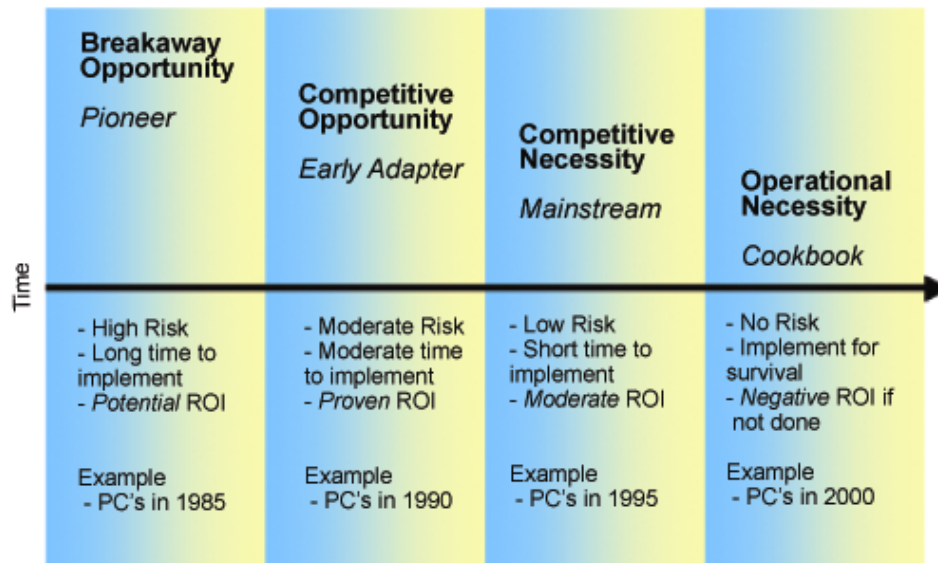 Breakaway
Opportunity
Pioneer
Competitive
Opportunity
Early Adapter
Competitive
Necessity
Mainstream
Operational
Necessity
Cookbook
Time
- High Risk
- Long time to
implement
- Potential ROI
Example
- PC's in 1985
- Moderate Risk
- Moderate time
to implement
- Proven ROI
Example
- PC's in 1990
- Low Risk
- Short time to
implement
- Moderate ROI
Example
- PC's in 1995
- No Risk
- Implement for
survival
- Negative ROI if
not done
Example
- PC's in 2000